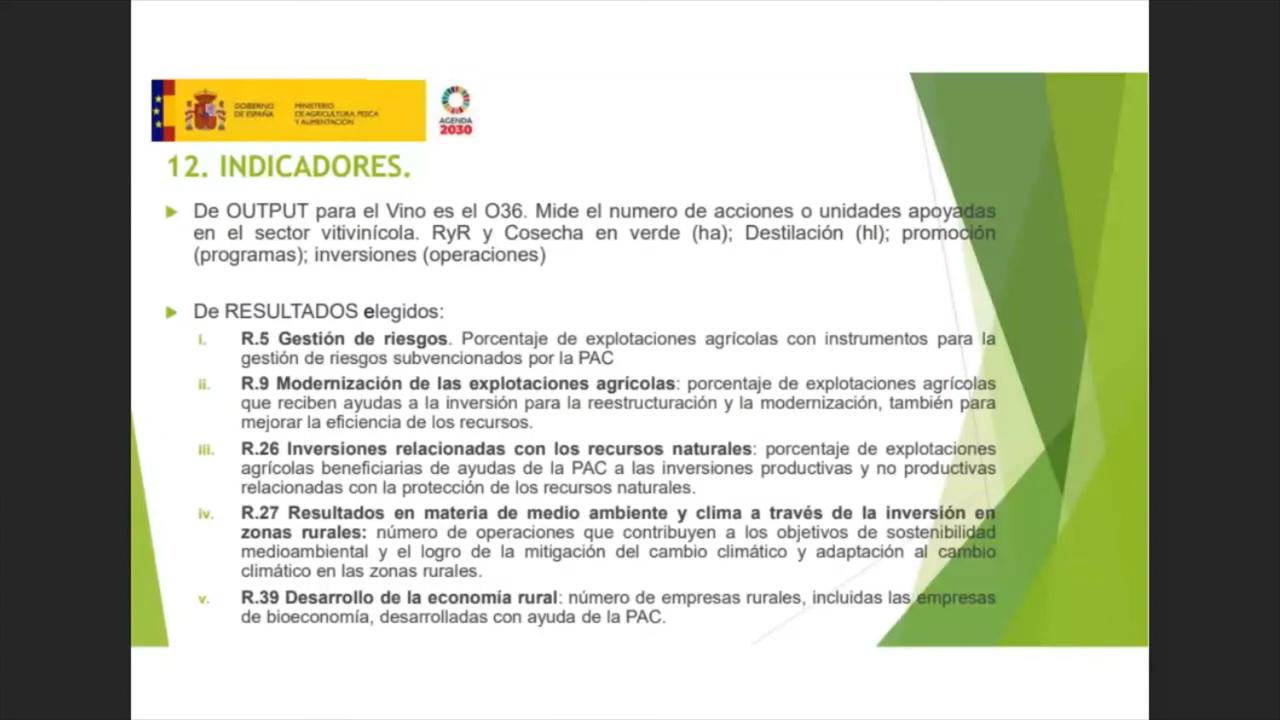 GOBIERNO
DE ESPAÑA
MINISTERIO
DE AGRICULTURA, PESCA
Y ALIMENTACIÓN
AGENDA
2030
12. INDICADORES.
De OUTPUT para el Vino es el O36. Mide el numero de acciones o unidades apoyadas
en el sector vitivinícola. RyR y Cosecha en verde (ha); Destilación (hl); promoción
(programas); inversiones (operaciones)
De RESULTADOS elegidos:
i. R.5 Gestión de riesgos. Porcentaje de explotaciones agrícolas con instrumentos para la
gestión de riesgos subvencionados por la PAC
ii. R.9 Modernización de las explotaciones agrícolas: porcentaje de explotaciones agrícolas
que reciben ayudas a la inversión para la reestructuración y la modernización, también para
mejorar la eficiencia de los recursos.
iii. R.26 Inversiones relacionadas con los recursos naturales: porcentaje de explotaciones
agrícolas beneficiarias de ayudas de la PAC a las inversiones productivas y no productivas
relacionadas con la protección de los recursos naturales.
iv. R.27 Resultados en materia de medio ambiente y clima a través de la inversión en
zonas rurales: número de operaciones que contribuyen a los objetivos de sostenibilidad
medioambiental y el logro de la mitigación del cambio climático y adaptación al cambio
climático en las zonas rurales.
v. R.39 Desarrollo de la economía rural: número de empresas rurales, incluidas las empresas
de bioeconomía, desarrolladas con ayuda de la PAC.